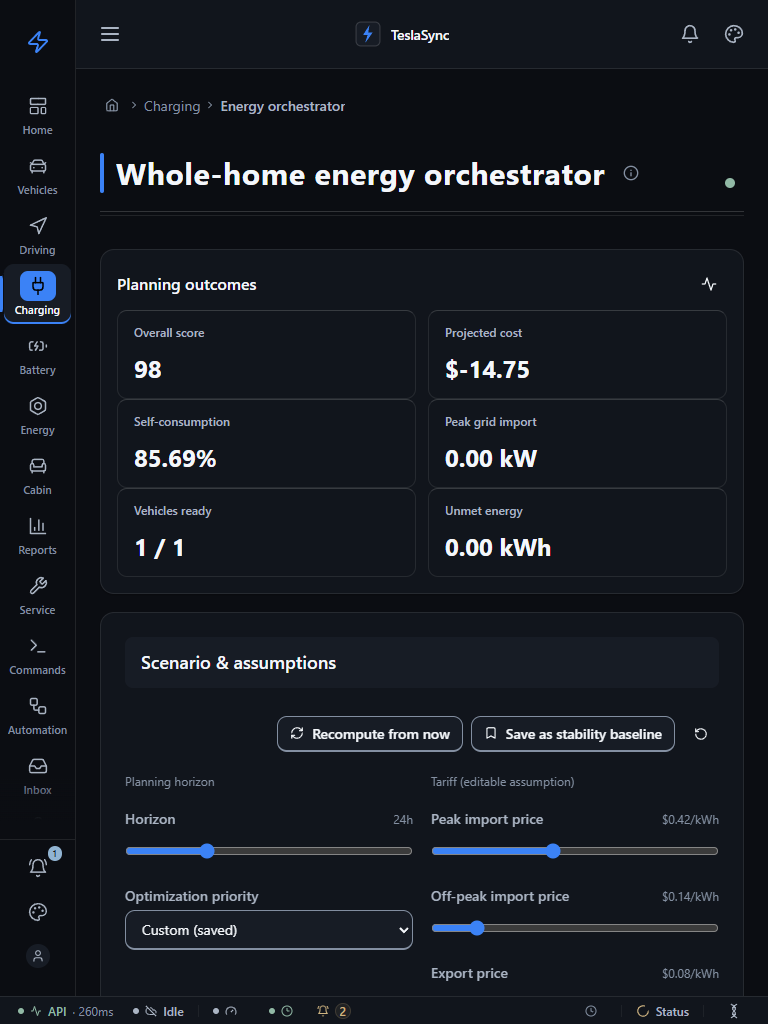 TeslaSync
Home
Vehicles
Driving
Charging
Battery
Energy
Cabin
Reports
Service
Commands
Automation
Inbox
1
Charging
Energy orchestrator
Whole-home energy orchestrator
Planning outcomes
Overall score
98
Projected cost
$-14.75
Self-consumption
85.69%
Peak grid import
0.00 kW
Vehicles ready
1 / 1
Unmet energy
0.00 kWh
Scenario & assumptions
Recompute from now
Save as stability baseline
Planning horizon
Horizon 24h
Optimization priority
Custom (saved)
Tariff (editable assumption)
Peak import price $0.42/kWh
Off-peak import price $0.14/kWh
Export price $0.08/kWh
API · 260ms
Idle
2
Status